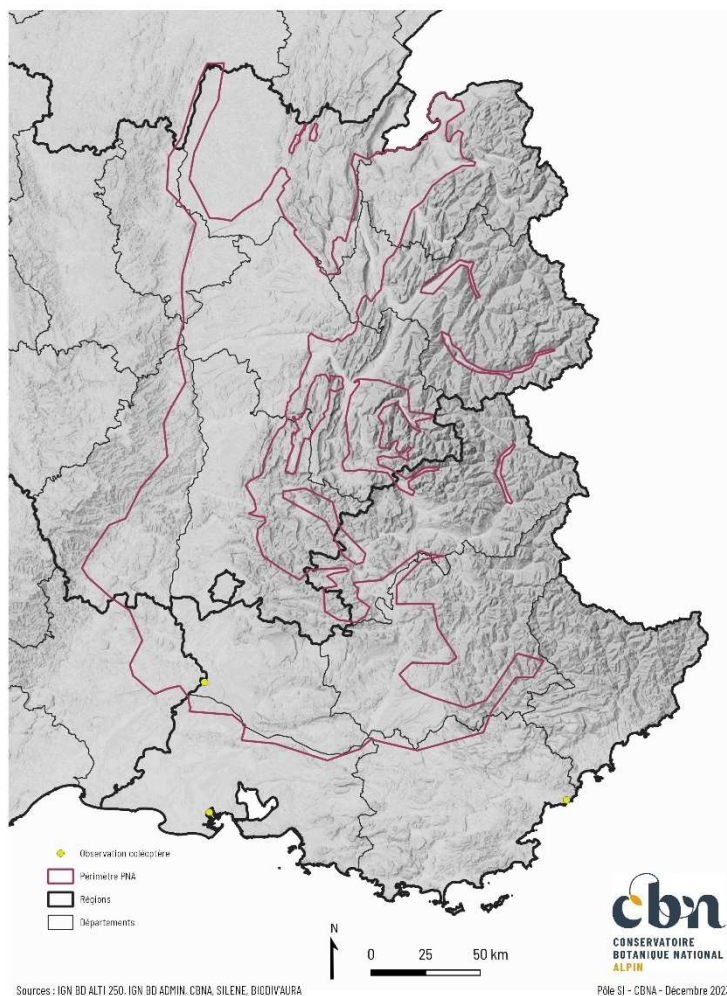 Observation coléoptère
Périmètre PNA
Régions
Départements
N
0 25 50 km
cbn
CONSERVATOIRE
BOTANIQUE NATIONAL
ALPIN
Sources : IGN BD ALTI 250, IGN BD ADMIN, CBNA, SILENE, BIODIV'AURA
Pôle SI - CBNA - Décembre